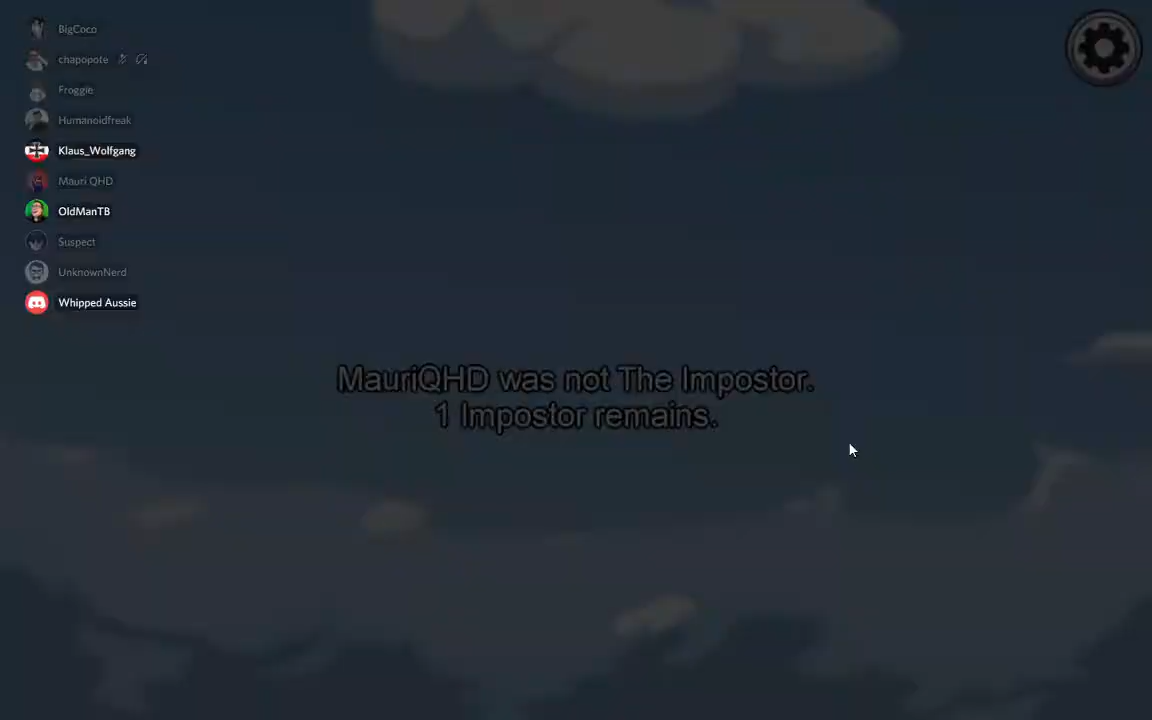 BigCoco
chapopote
Froggie
Humanoidfreak
Klaus_Wolfgang
Mauri QHD
OldManTB
Suspect
UnknownNerd
Whipped Aussie
MauriQHD was not The Impostor.
1 Impostor remains.